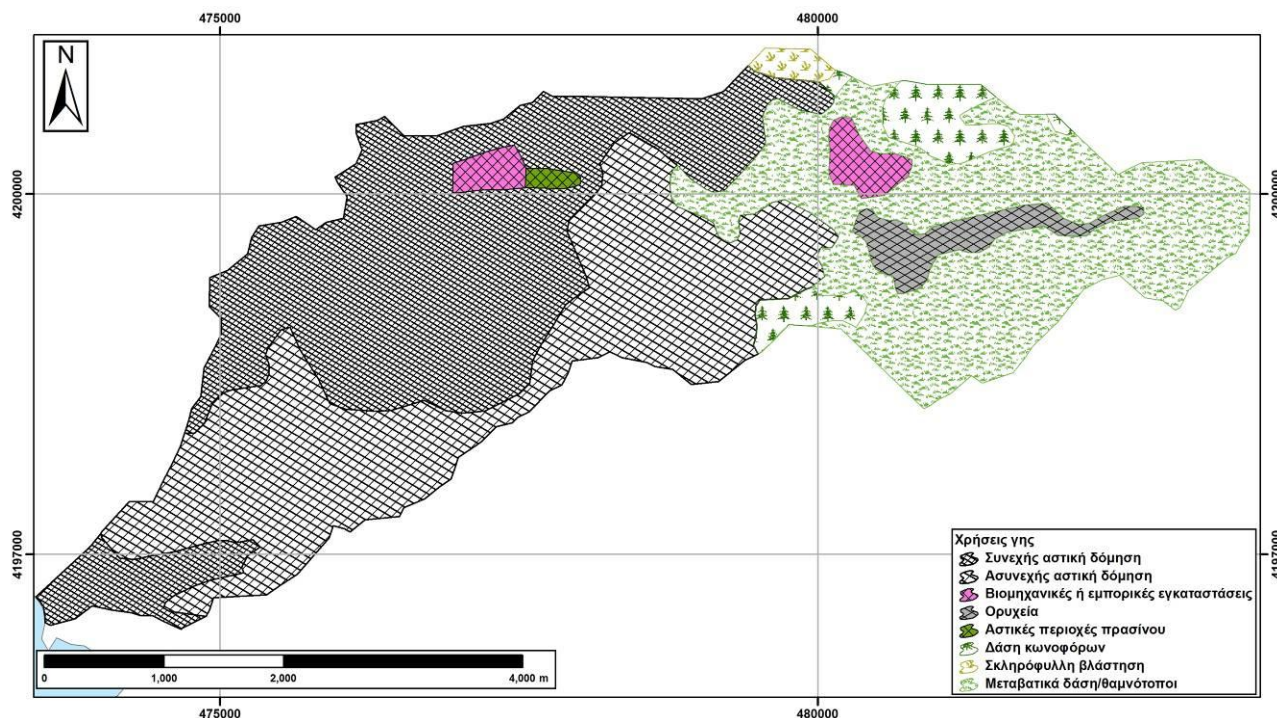 475000
480000
N
4200000
4200000
4197000
4197000
Χρήσεις γης
Συνεχής αστική δόμηση
Ασυνεχής αστική δόμηση
Βιομηχανικές ή εμπορικές εγκαταστάσεις
Ορυχεία
Αστικές περιοχές πρασίνου
Δάση κωνοφόρων
Σκληρόφυλλη βλάστηση
Μεταβατικά δάση/θαμνότοποι
0 1,000 2,000 4,000 m
475000
480000